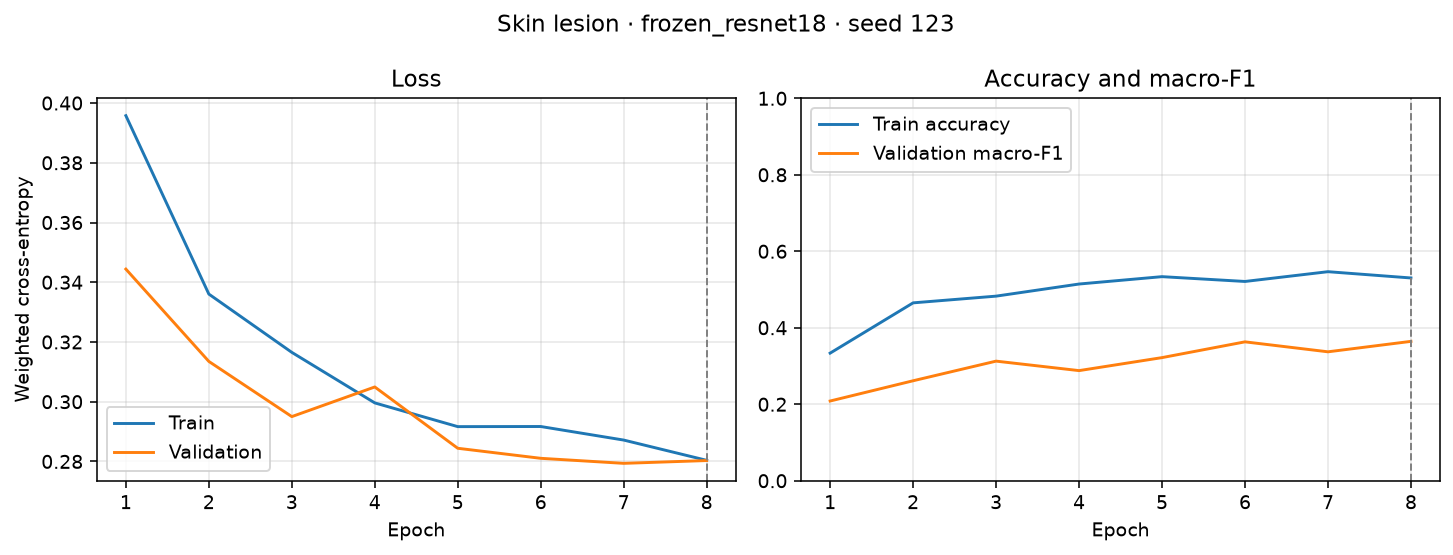 Skin lesion · frozen_resnet18 · seed 123
Loss
Weighted cross-entropy
0.40
0.38
0.36
0.34
0.32
0.30
0.28
Train
Validation
1 2 3 4 5 6 7 8
Epoch
Accuracy and macro-F1
1.0
0.8
0.6
0.4
0.2
0.0
Train accuracy
Validation macro-F1
1 2 3 4 5 6 7 8
Epoch